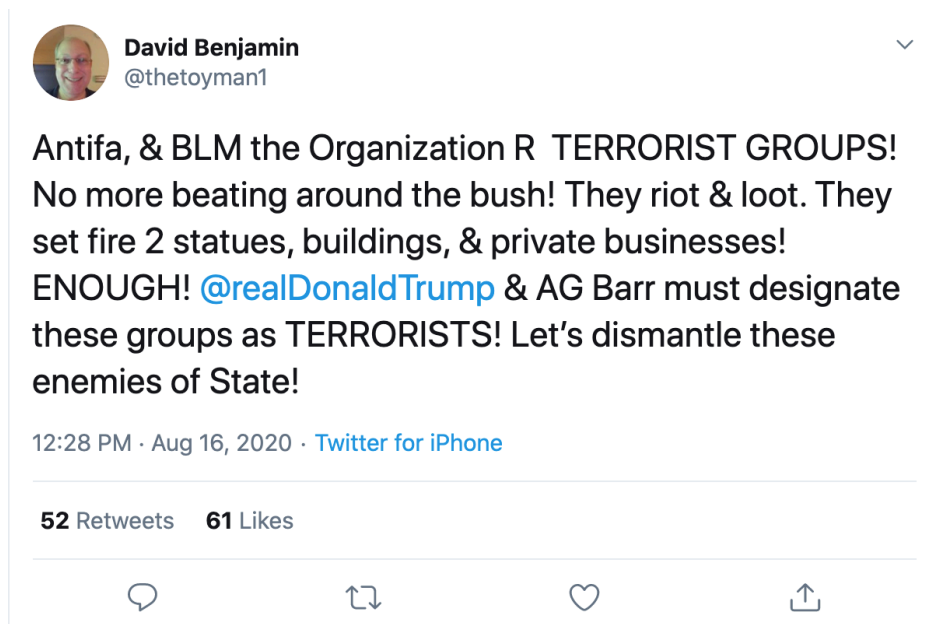 David Benjamin
@thetoyman1
Antifa, & BLM the Organization R  TERRORIST GROUPS!
No more beating around the bush! They riot & loot. They
set fire 2 statues, buildings, & private businesses!
ENOUGH! @realDonaldTrump & AG Barr must designate
these groups as TERRORISTS! Let’s dismantle these
enemies of State!
12:28 PM · Aug 16, 2020 · Twitter for iPhone
52 Retweets 61 Likes